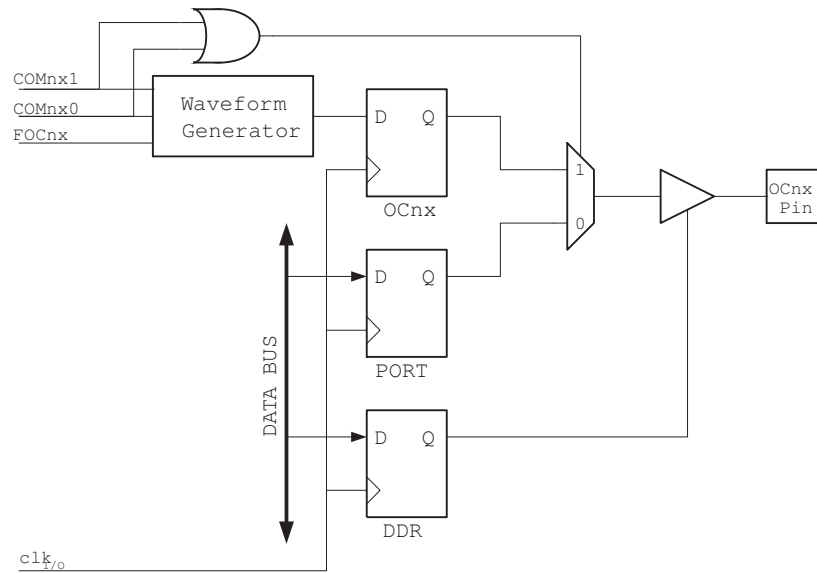 COMnx1
COMnx0
FOCnx
Waveform
Generator
D Q
OCnx
1
0
OCnx
Pin
D Q
PORT
D Q
DDR
DATA BUS
clkI/O